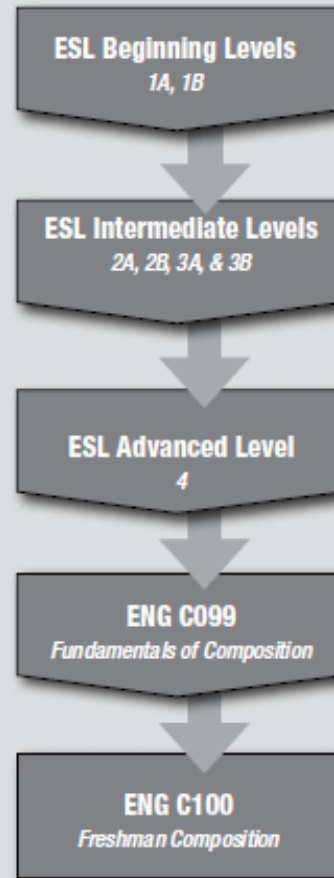 ESL Beginning Levels
1A, 1B
ESL Intermediate Levels
2A, 2B, 3A, & 3B
ESL Advanced Level
4
ENG C099
Fundamentals of Composition
ENG C100
Freshman Composition